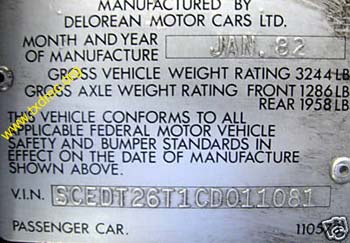 MANUFACTURED BY
DELOREAN MOTOR CARS LTD.
MONTH AND YEAR
OF MANUFACTURE JAN. 82
GROSS VEHICLE WEIGHT RATING 3244 LB
GROSS AXLE WEIGHT RATING FRONT 1286 LB
REAR 1958 LB
THIS VEHICLE CONFORMS TO ALL
APPLICABLE FEDERAL MOTOR VEHICLE
SAFETY AND BUMPER STANDARDS IN
EFFECT ON THE DATE OF MANUFACTURE
SHOWN ABOVE.
V.I.N. SCEDT26T1CD011081
PASSENGER CAR.